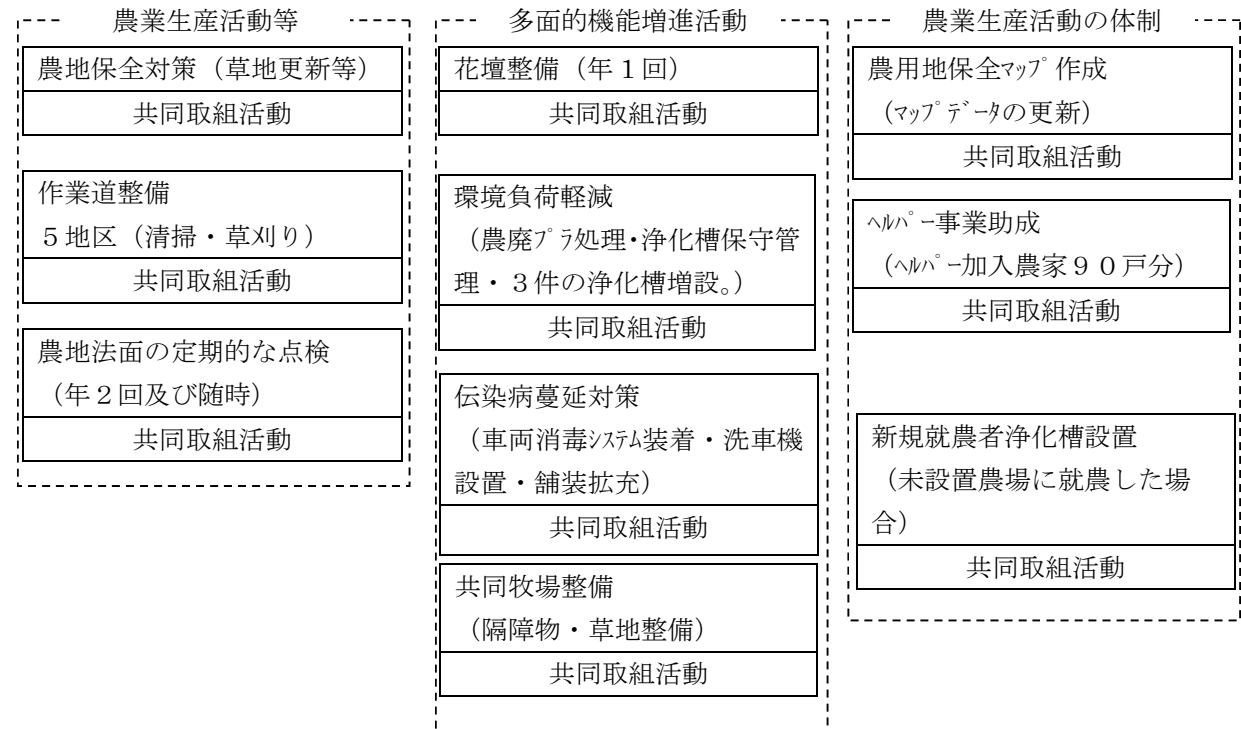 農業生産活動等
農地保全対策（草地更新等）
共同取組活動
作業道整備
５地区（清掃・草刈り）
共同取組活動
農地法面の定期的な点検
（年２回及び随時）
共同取組活動
多面的機能増進活動
花壇整備（年１回）
共同取組活動
環境負荷軽減
（農廃ﾌﾟﾗ処理・浄化槽保守管
理・３件の浄化槽増設。）
共同取組活動
伝染病蔓延対策
（車両消毒ｼｽﾃﾑ装着・洗車機
設置・舗装拡充）
共同取組活動
共同牧場整備
（隔障物・草地整備）
共同取組活動
農業生産活動の体制
農用地保全ﾏｯﾌﾟ作成
（ﾏｯﾌﾟﾃﾞｰﾀの更新）
共同取組活動
ﾍﾙﾊﾟｰ事業助成
（ﾍﾙﾊﾟｰ加入農家９０戸分）
共同取組活動
新規就農者浄化槽設置
（未設置農場に就農した場
合）
共同取組活動